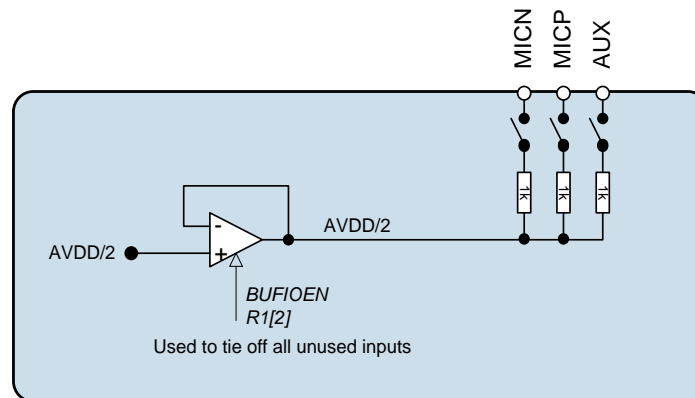 MICN
MICP
AUX
1k
1k
1k
-
+
AVDD/2
AVDD/2
BUFIOEN
R1[2]
Used to tie off all unused inputs